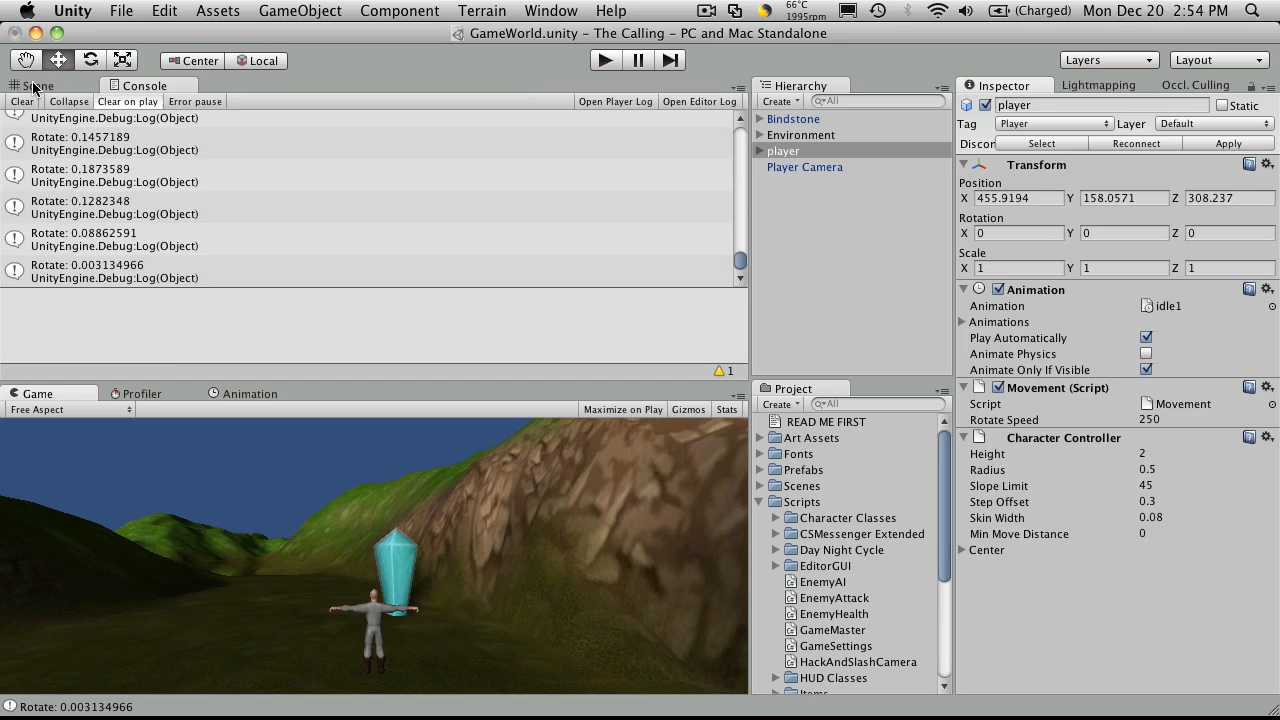 Unity File Edit Assets GameObject Component Terrain Window Help 66°C 1995rpm (Charged) Mon Dec 20 2:54 PM
GameWorld.unity – The Calling – PC and Mac Standalone
Center Local Layers Layout
Scene Console
Clear Collapse Clear on play Error pause Open Player Log Open Editor Log
UnityEngine.Debug:Log(Object)
Rotate: 0.1457189
UnityEngine.Debug:Log(Object)
Rotate: 0.1873589
UnityEngine.Debug:Log(Object)
Rotate: 0.1282348
UnityEngine.Debug:Log(Object)
Rotate: 0.08862591
UnityEngine.Debug:Log(Object)
Rotate: 0.003134966
UnityEngine.Debug:Log(Object)
1
Game Profiler Animation
Free Aspect Maximize on Play Gizmos Stats
Hierarchy
Create All
Bindstone
Environment
player
Player Camera
Project
Create All
READ ME FIRST
Art Assets
Fonts
Prefabs
Scenes
Scripts
Character Classes
CSMessenger Extended
Day Night Cycle
EditorGUI
EnemyAI
EnemyAttack
EnemyHealth
GameMaster
GameSettings
HackAndSlashCamera
HUD Classes
Items
Inspector Lightmapping Occl. Culling
player Static
Tag Player Layer Default
Discor Select Reconnect Apply
Transform
Position
X 455.9194 Y 158.0571 Z 308.237
Rotation
X 0 Y 0 Z 0
Scale
X 1 Y 1 Z 1
Animation
Animation idle1
Animations
Play Automatically
Animate Physics
Animate Only If Visible
Movement (Script)
Script Movement
Rotate Speed 250
Character Controller
Height 2
Radius 0.5
Slope Limit 45
Step Offset 0.3
Skin Width 0.08
Min Move Distance 0
Center
Rotate: 0.003134966